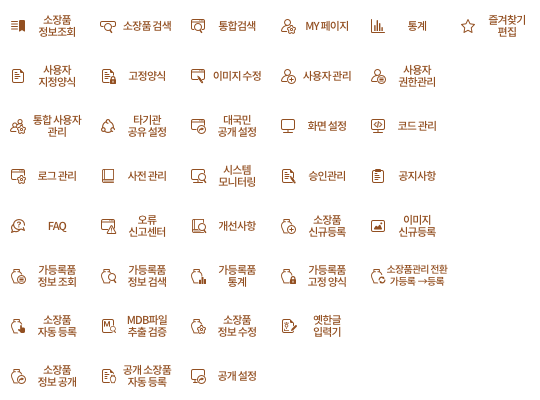 소장품
정보조회
소장품 검색
통합검색
MY 페이지
통계
즐겨찾기
편집
사용자
지정양식
고정양식
이미지 수정
사용자 관리
사용자
권한관리
통합 사용자
관리
타기관
공유 설정
대국민
공개 설정
화면 설정
코드 관리
로그 관리
사전 관리
시스템
모니터링
승인관리
공지사항
FAQ
오류
신고센터
개선사항
소장품
신규등록
이미지
신규등록
가등록품
정보 조회
가등록품
정보 검색
가등록품
통계
가등록품
고정 양식
소장품관리 전환
가등록 →등록
소장품
자동 등록
M
MDB파일
추출 검증
소장품
정보 수정
옛한글
입력기
소장품
정보 공개
공개 소장품
자동 등록
공개 설정